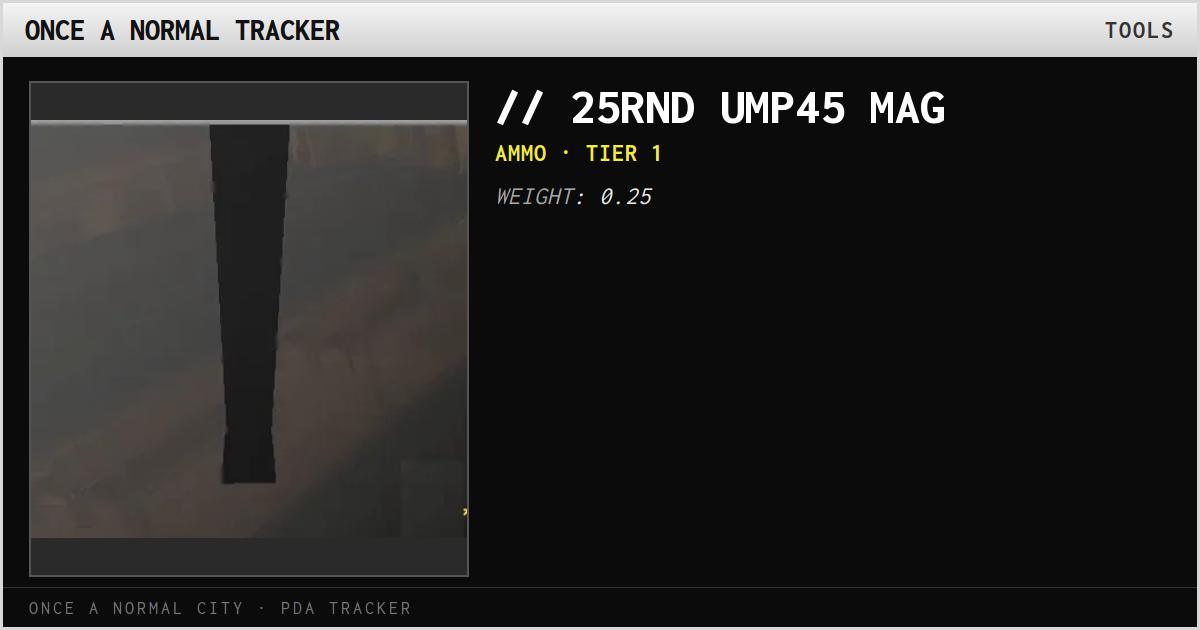 ONCE A NORMAL TRACKER
TOOLS
// 25RND UMP45 MAG
AMMO · TIER 1
WEIGHT: 0.25
ONCE A NORMAL CITY · PDA TRACKER